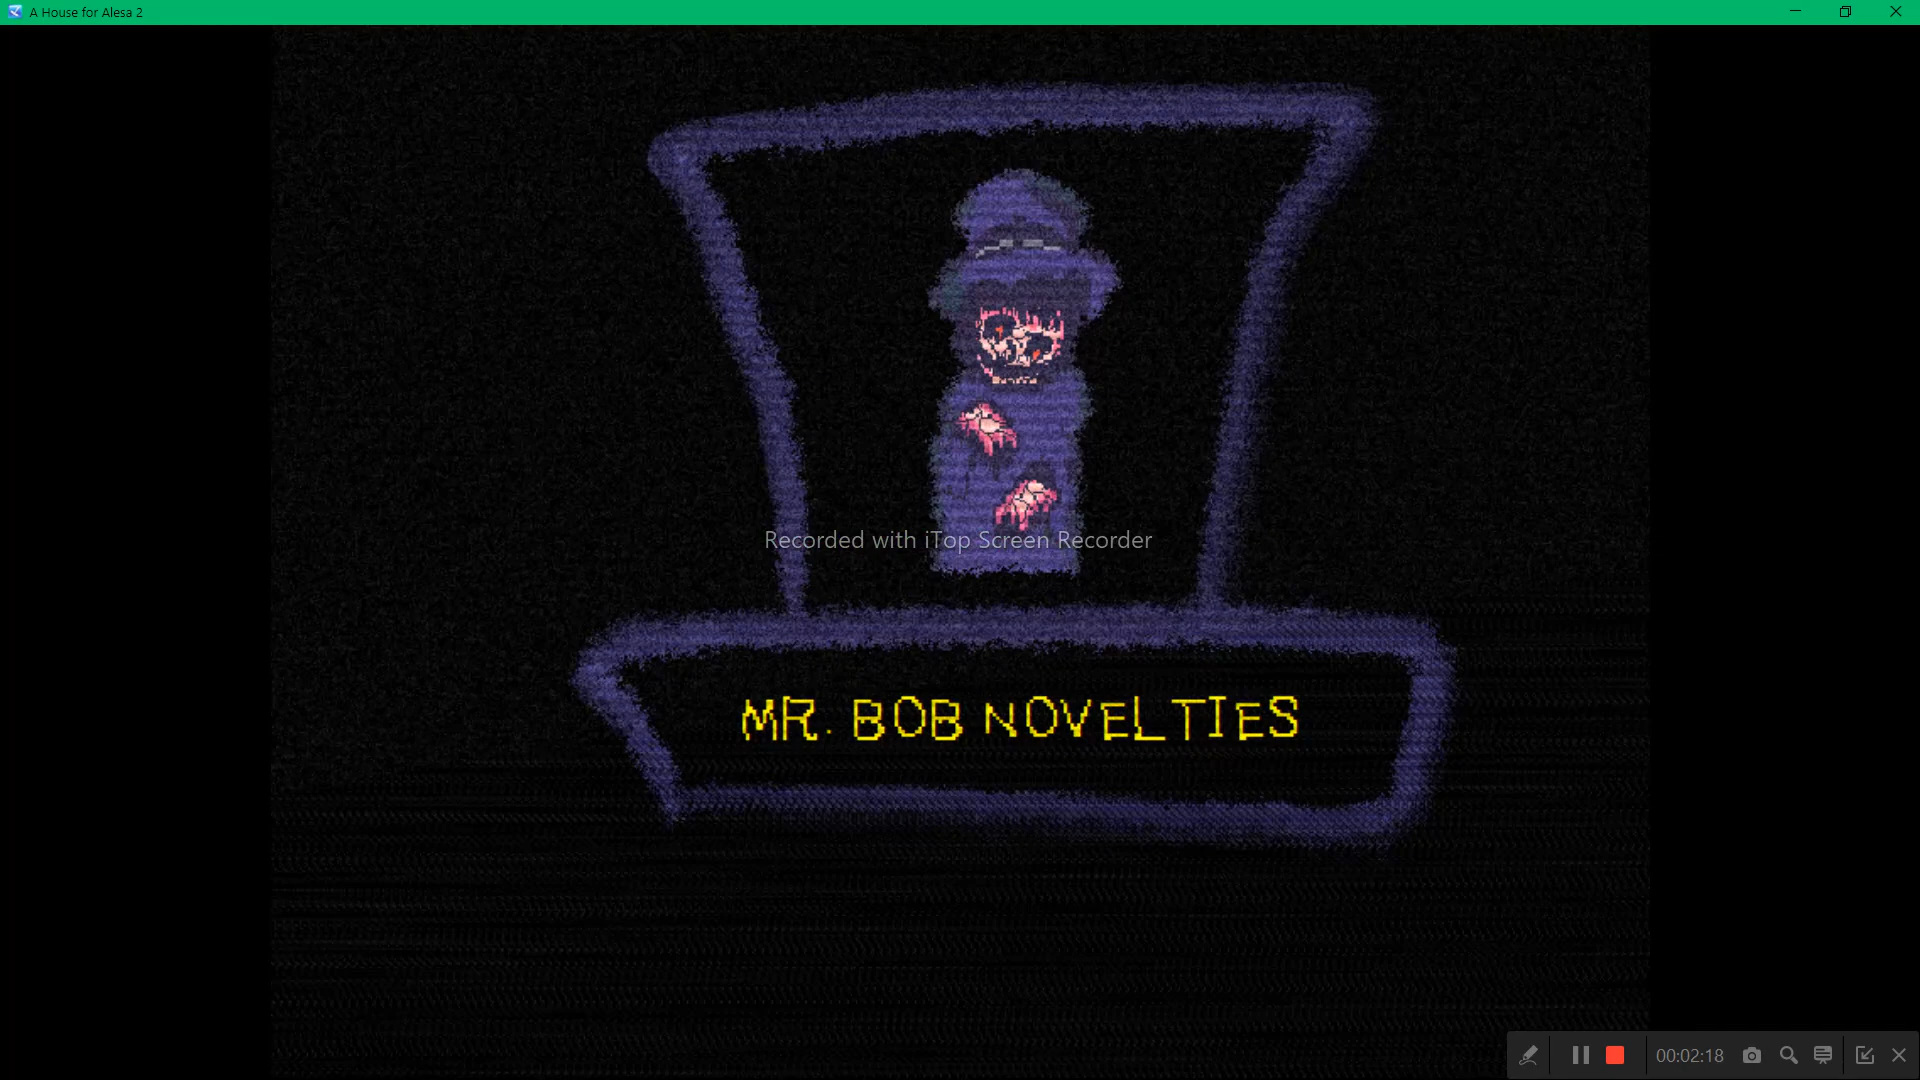 A House for Alesa 2
Recorded with iTop Screen Recorder
MR. BOB NOVELTIES
00:02:18